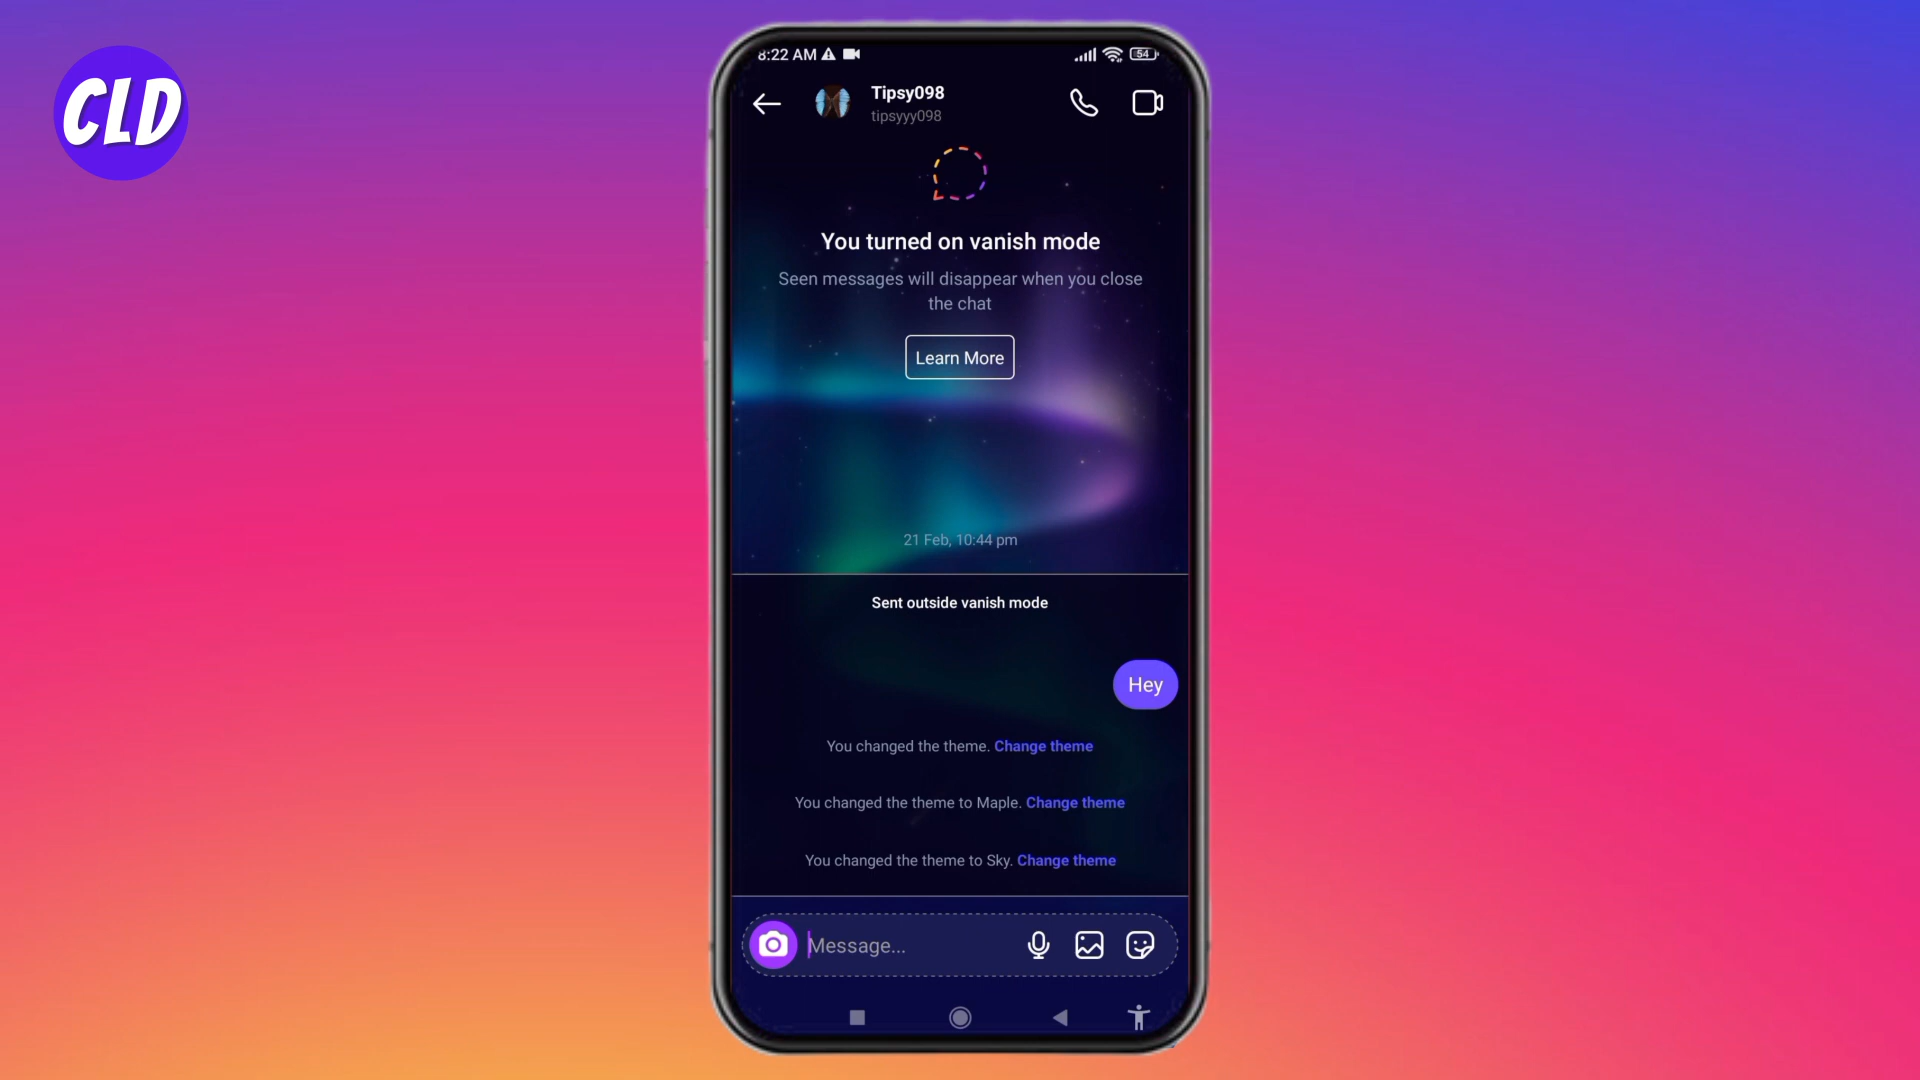 CLD
8:22 AM
54
Tipsy098
tipsyyy098
You turned on vanish mode
Seen messages will disappear when you close
the chat
Learn More
21 Feb, 10:44 pm
Sent outside vanish mode
Hey
You changed the theme. Change theme
You changed the theme to Maple. Change theme
You changed the theme to Sky. Change theme
Message...